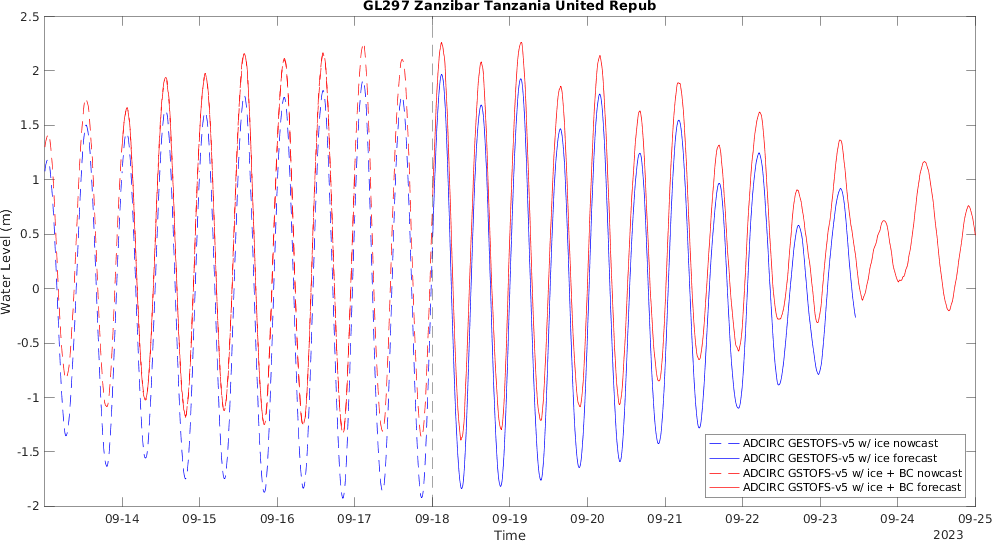 GL297 Zanzibar Tanzania United Repub
2.5
2
1.5
1
0.5
0
-0.5
-1
-1.5
-2
Water Level (m)
ADCIRC GESTOFS-v5 w/ ice nowcast
ADCIRC GESTOFS-v5 w/ ice forecast
ADCIRC GSTOFS-v5 w/ ice + BC nowcast
ADCIRC GSTOFS-v5 w/ ice + BC forecast
09-14 09-15 09-16 09-17 09-18 09-19 09-20 09-21 09-22 09-23 09-24 09-25
Time
2023